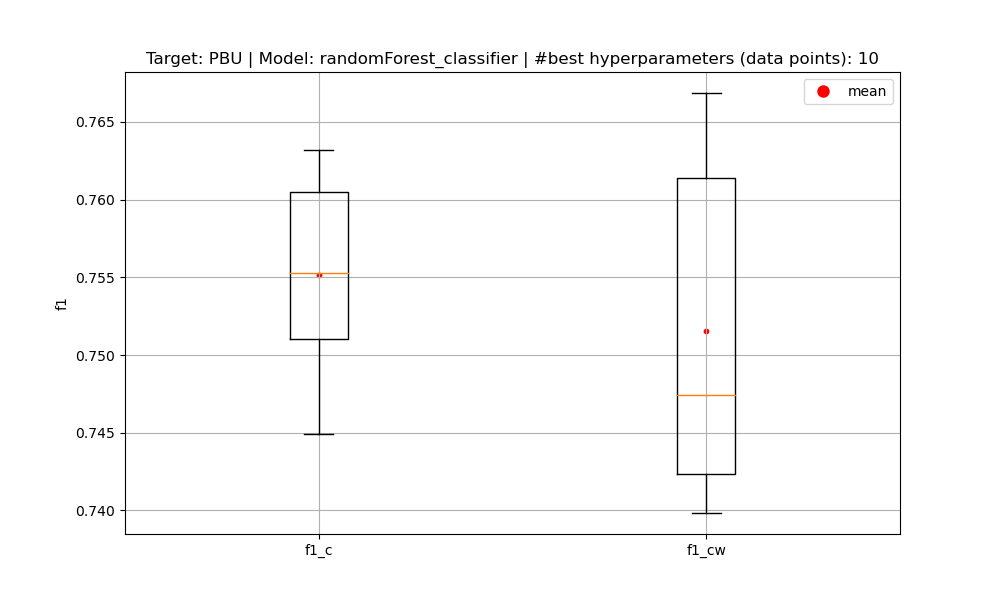 Target: PBU | Model: randomForest_classifier | #best hyperparameters (data points): 10
mean
0.765
0.760
0.755
0.750
0.745
0.740
f1
f1_c
f1_cw